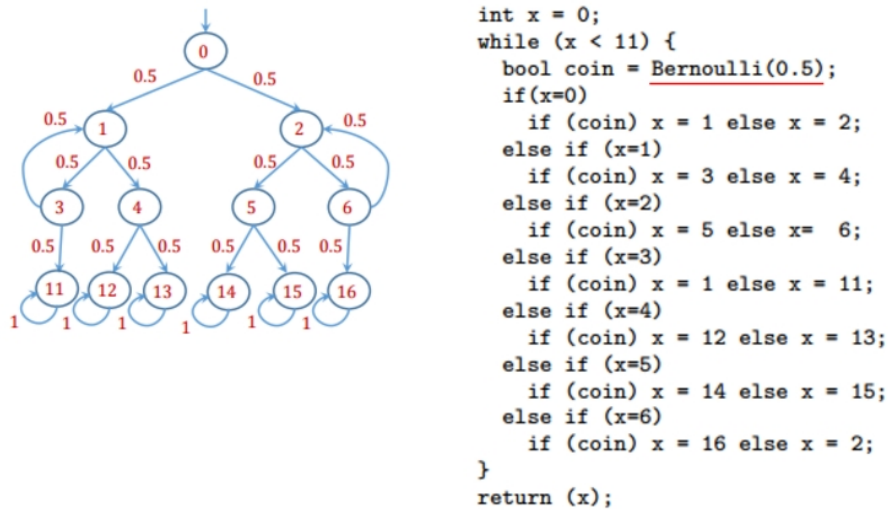 0
0.5 0.5
0.5 1 2 0.5
0.5 0.5 0.5 0.5
3 4 5 6
0.5 0.5 0.5 0.5 0.5 0.5
11 12 13 14 15 16
1 1 1 1 1 1
int x = 0;
while (x < 11) {
bool coin = Bernoulli(0.5);
if(x=0)
if (coin) x = 1 else x = 2;
else if (x=1)
if (coin) x = 3 else x = 4;
else if (x=2)
if (coin) x = 5 else x= 6;
else if (x=3)
if (coin) x = 1 else x = 11;
else if (x=4)
if (coin) x = 12 else x = 13;
else if (x=5)
if (coin) x = 14 else x = 15;
else if (x=6)
if (coin) x = 16 else x = 2;
}
return (x);